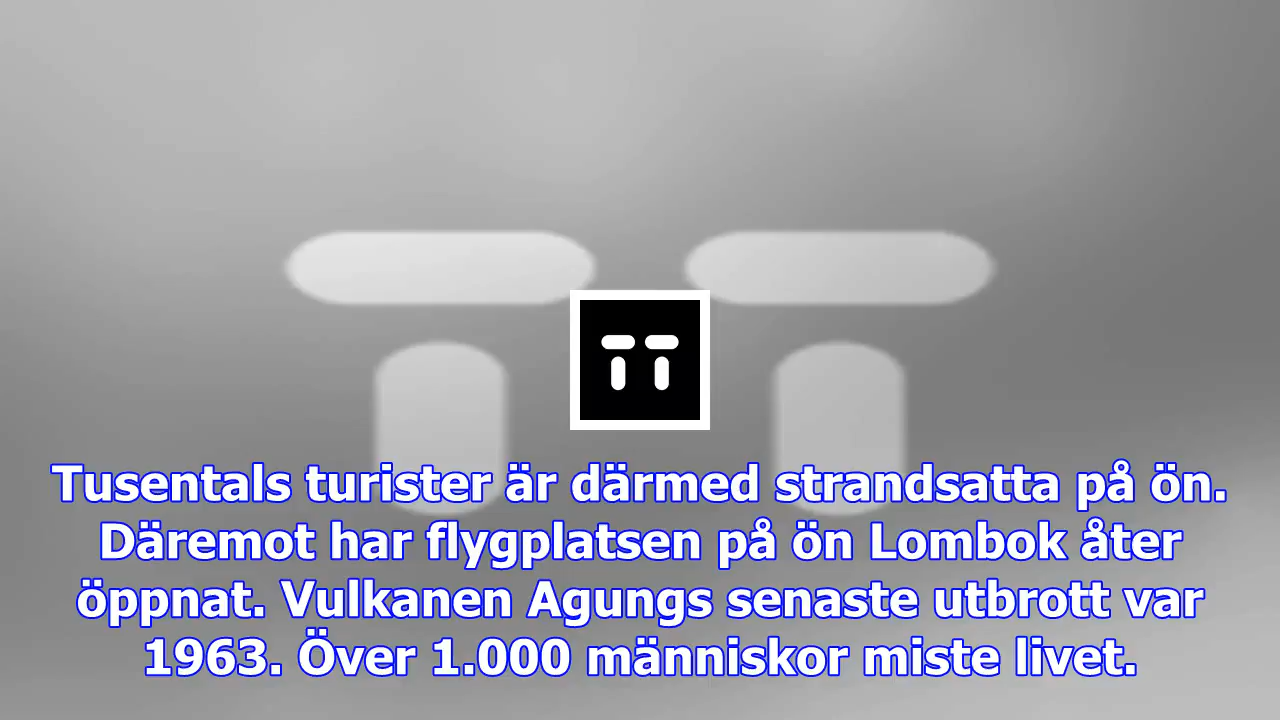 TT
Tusentals turister är därmed strandsatta på ön.
Däremot har flygplatsen på ön Lombok åter
öppnat. Vulkanen Agungs senaste utbrott var
1963. Över 1.000 människor miste livet.